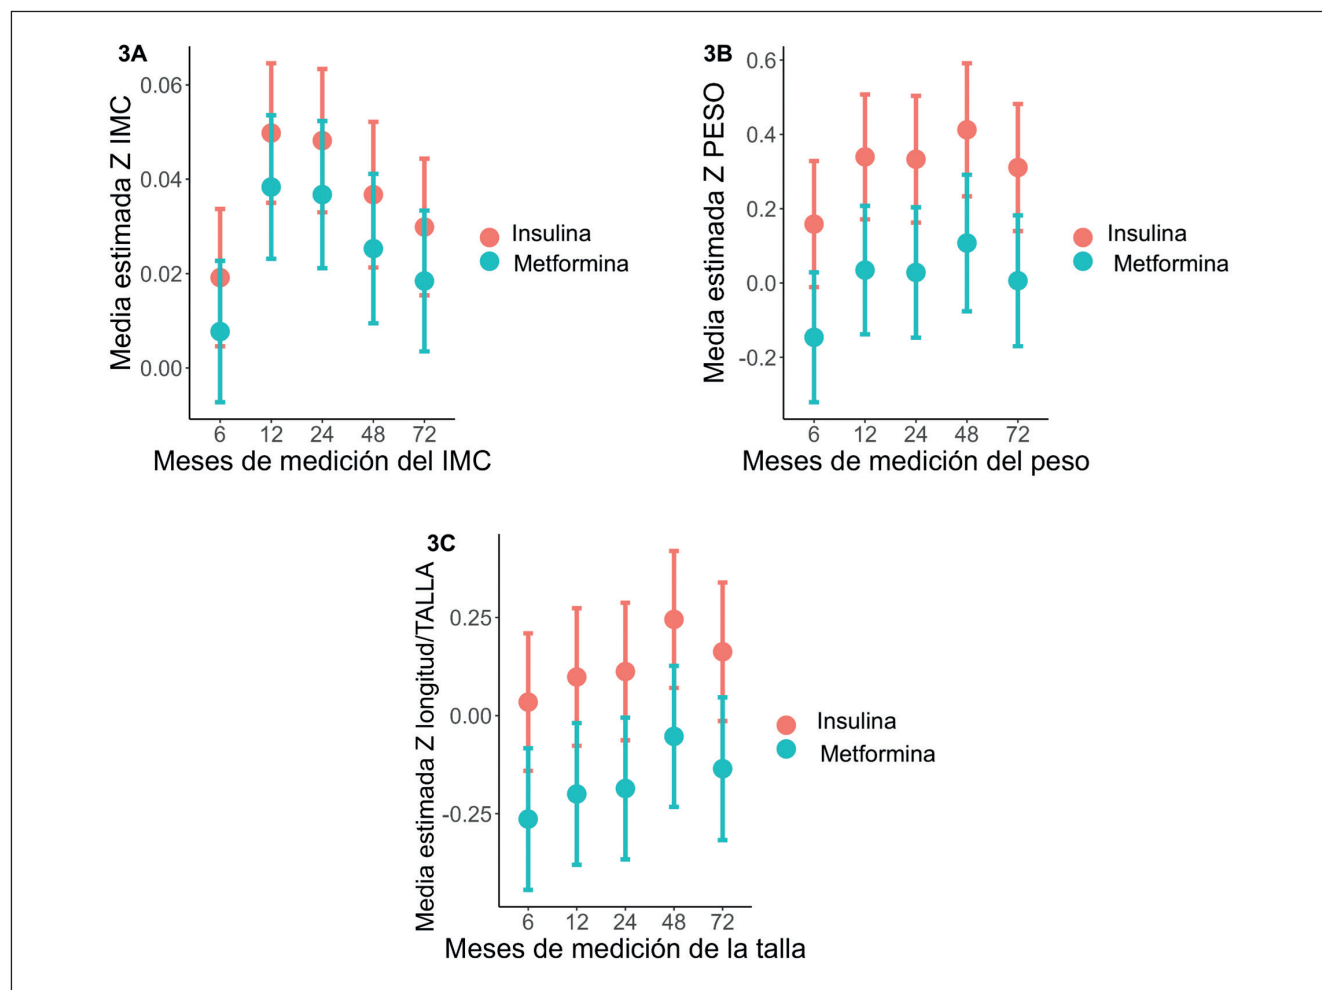 3A
Media estimada Z IMC
0.06
0.04
0.02
0.00
6 12 24 48 72
Meses de medición del IMC
Insulina
Metformina
3B
Media estimada Z PESO
0.6
0.4
0.2
0.0
-0.2
6 12 24 48 72
Meses de medición del peso
Insulina
Metformina
3C
Media estimada Z longitud/TALLA
0.25
0.00
-0.25
6 12 24 48 72
Meses de medición de la talla
Insulina
Metformina